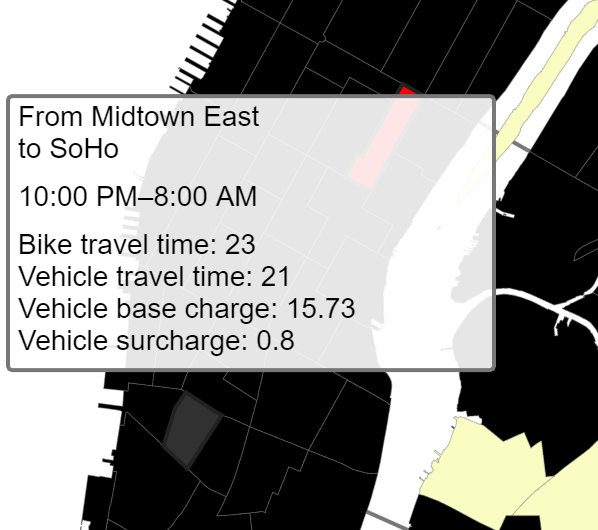 From Midtown East
to SoHo
10:00 PM–8:00 AM
Bike travel time: 23
Vehicle travel time: 21
Vehicle base charge: 15.73
Vehicle surcharge: 0.8